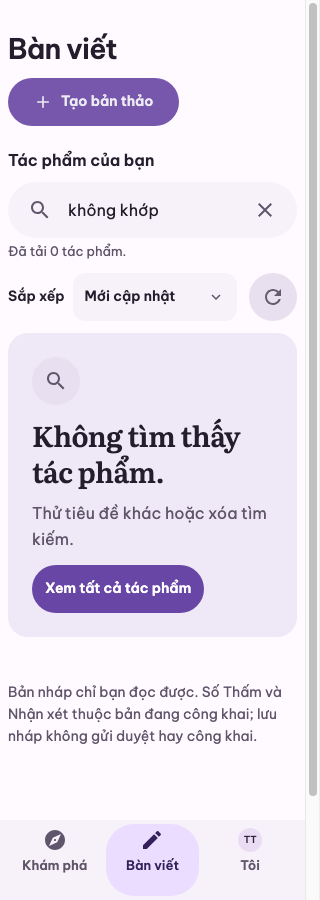 Bàn viết
+ Tạo bản thảo
Tác phẩm của bạn
không khớp
Đã tải 0 tác phẩm.
Sắp xếp Mới cập nhật
Không tìm thấy
tác phẩm.
Thử tiêu đề khác hoặc xóa tìm
kiếm.
Xem tất cả tác phẩm
Bản nháp chỉ bạn đọc được. Số Thấm và
Nhận xét thuộc bản đang công khai; lưu
nháp không gửi duyệt hay công khai.
TT
Khám phá Bàn viết Tôi